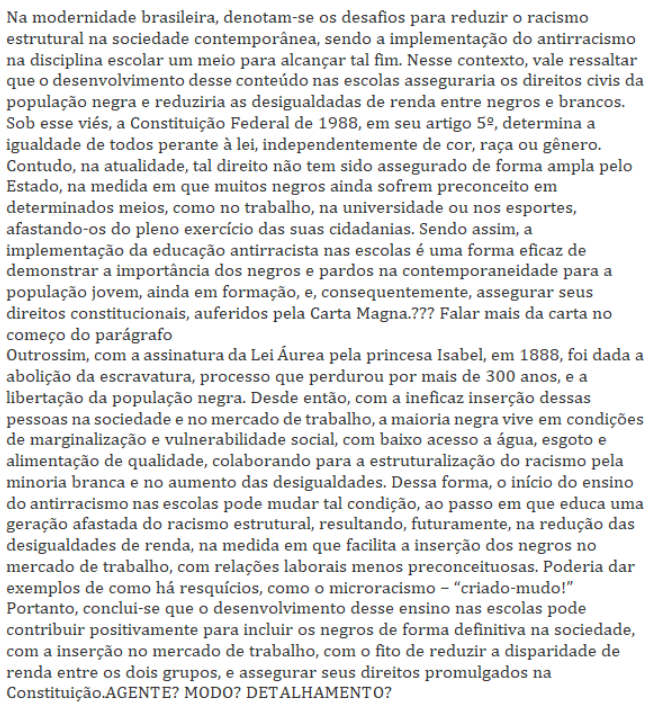 Na modernidade brasileira, denotam-se os desafios para reduzir o racismo
estrutural na sociedade contemporânea, sendo a implementação do antirracismo
na disciplina escolar um meio para alcançar tal fim. Nesse contexto, vale ressaltar
que o desenvolvimento desse conteúdo nas escolas asseguraria os direitos civis da
população negra e reduziria as desigualdadas de renda entre negros e brancos.
Sob esse viés, a Constituição Federal de 1988, em seu artigo 5º, determina a
igualdade de todos perante à lei, independentemente de cor, raça ou gênero.
Contudo, na atualidade, tal direito não tem sido assegurado de forma ampla pelo
Estado, na medida em que muitos negros ainda sofrem preconceito em
determinados meios, como no trabalho, na universidade ou nos esportes,
afastando-os do pleno exercício das suas cidadanias. Sendo assim, a
implementação da educação antirracista nas escolas é uma forma eficaz de
demonstrar a importância dos negros e pardos na contemporaneidade para a
população jovem, ainda em formação, e, consequentemente, assegurar seus
direitos constitucionais, auferidos pela Carta Magna.??? Falar mais da carta no
começo do parágrafo
Outrossim, com a assinatura da Lei Áurea pela princesa Isabel, em 1888, foi dada a
abolição da escravatura, processo que perdurou por mais de 300 anos, e a
libertação da população negra. Desde então, com a ineficaz inserção dessas
pessoas na sociedade e no mercado de trabalho, a maioria negra vive em condições
de marginalização e vulnerabilidade social, com baixo acesso a água, esgoto e
alimentação de qualidade, colaborando para a estruturalização do racismo pela
minoria branca e no aumento das desigualdades. Dessa forma, o início do ensino
do antirracismo nas escolas pode mudar tal condição, ao passo em que educa uma
geração afastada do racismo estrutural, resultando, futuramente, na redução das
desigualdades de renda, na medida em que facilita a inserção dos negros no
mercado de trabalho, com relações laborais menos preconceituosas. Poderia dar
exemplos de como há resquícios, como o microracismo – “criado-mudo!”
Portanto, conclui-se que o desenvolvimento desse ensino nas escolas pode
contribuir positivamente para incluir os negros de forma definitiva na sociedade,
com a inserção no mercado de trabalho, com o fito de reduzir a disparidade de
renda entre os dois grupos, e assegurar seus direitos promulgados na
Constituição.AGENTE? MODO? DETALHAMENTO?